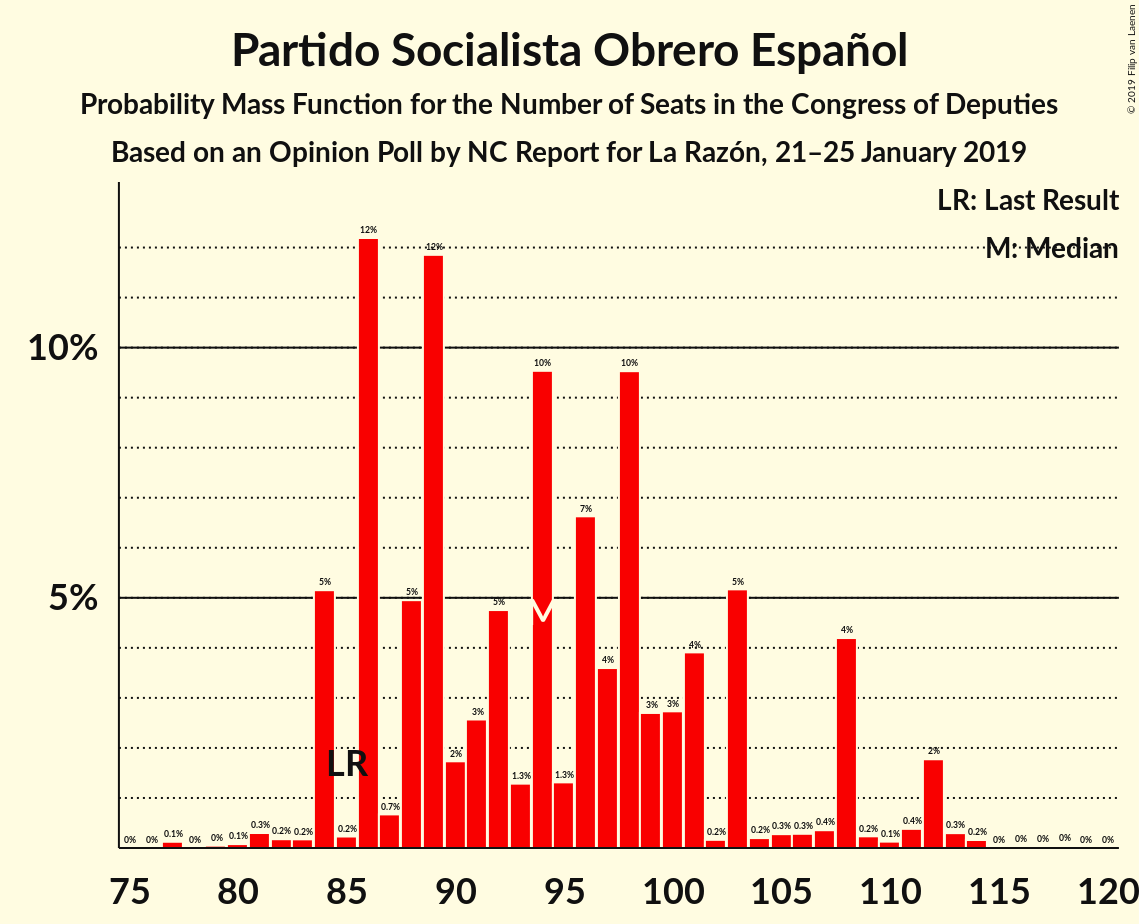 Partido Socialista Obrero Español
Probability Mass Function for the Number of Seats in the Congress of Deputies
Based on an Opinion Poll by NC Report for La Razón, 21–25 January 2019
© 2019 Filip van Laenen
LR: Last Result
M: Median
10%
5%
0% 0% 0.1% 0% 0% 0.1% 0.3% 0.2% 0.2% 5% 0.2% 12% 0.7% 5% 12% 2% 3% 5% 1.3% 10% 1.3% 7% 4% 10% 3% 3% 4% 0.2% 5% 0.2% 0.3% 0.3% 0.4% 4% 0.2% 0.1% 0.4% 2% 0.3% 0.2% 0% 0% 0% 0% 0% 0%
LR
75 80 85 90 95 100 105 110 115 120